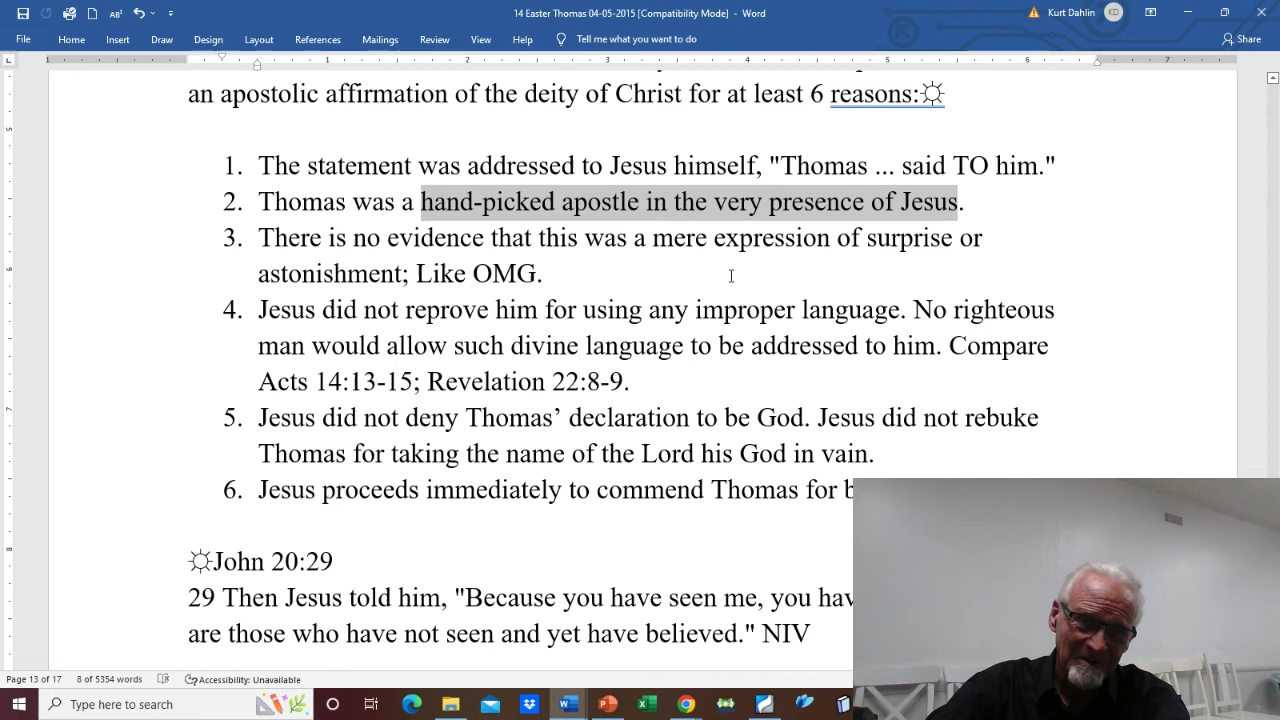 14 Easter Thomas 04-05-2015 [Compatibility Mode] - Word
Kurt Dahlin
KD
File Home Insert Draw Design Layout References Mailings Review View Help Tell me what you want to do Share
an apostolic affirmation of the deity of Christ for at least 6 reasons:☼
1. The statement was addressed to Jesus himself, "Thomas ... said TO him."
2. Thomas was a hand-picked apostle in the very presence of Jesus.
3. There is no evidence that this was a mere expression of surprise or
astonishment; Like OMG.
4. Jesus did not reprove him for using any improper language. No righteous
man would allow such divine language to be addressed to him. Compare
Acts 14:13-15; Revelation 22:8-9.
5. Jesus did not deny Thomas’ declaration to be God. Jesus did not rebuke
Thomas for taking the name of the Lord his God in vain.
6. Jesus proceeds immediately to commend Thomas for
☼John 20:29
29 Then Jesus told him, "Because you have seen me, you
are those who have not seen and yet have believed." NIV
Page 13 of 17 8 of 5354 words Accessibility: Unavailable
Type here to search